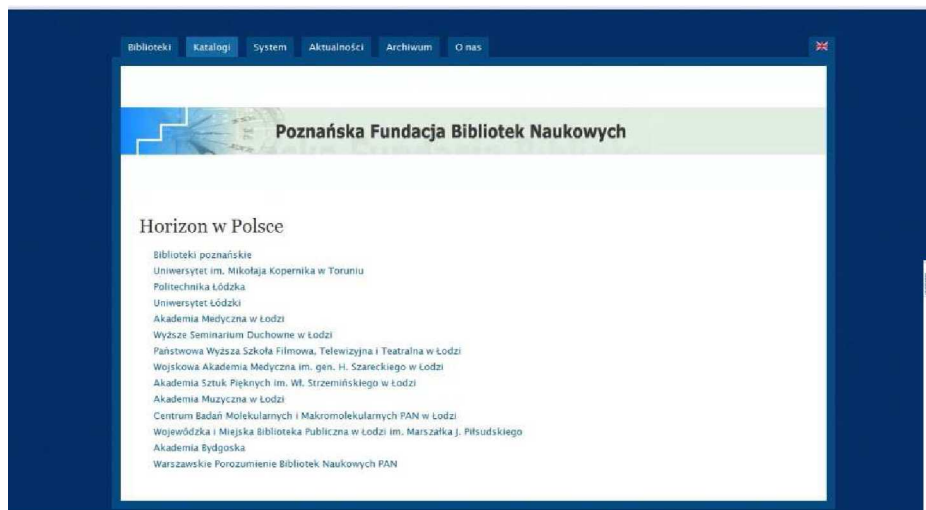 Biblioteki Katalogi System Aktualności Archiwum O nas
Poznańska Fundacja Bibliotek Naukowych
Horizon w Polsce
Biblioteki poznańskie
Uniwersytet im. Mikołaja Kopernika w Toruniu
Politechnika Łódzka
Uniwersytet Łódzki
Akademia Medyczna w Łodzi
Wyższe Seminarium Duchowne w Łodzi
Państwowa Wyższa Szkoła Filmowa, Telewizyjna i Teatralna w Łodzi
Wojskowa Akademia Medyczna im. gen. H. Szareckiego w Łodzi
Akademia Sztuk Pięknych im. Wł. Strzemińskiego w Łodzi
Akademia Muzyczna w Łodzi
Centrum Badań Molekularnych i Makromolekularnych PAN w Łodzi
Wojewódzka i Miejska Biblioteka Publiczna w Łodzi im. Marszałka J. Piłsudskiego
Akademia Bydgoska
Warszawskie Porozumienie Bibliotek Naukowych PAN